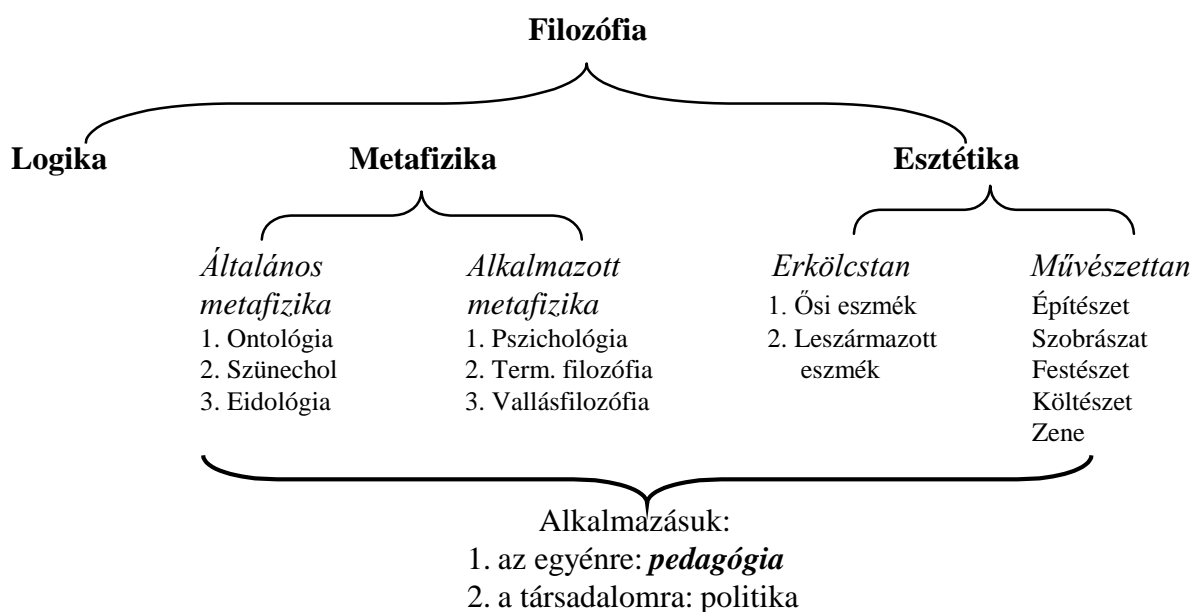 Filozófia
Logika
Metafizika
Esztétika
Általános
metafizika
1. Ontológia
2. Szünechol
3. Eidológia
Alkalmazott
metafizika
1. Pszichológia
2. Term. filozófia
3. Vallásfilozófia
Erkölcstan
1. Ősi eszmék
2. Leszármazott
eszmék
Művészettan
Építészet
Szobrászat
Festészet
Költészet
Zene
Alkalmazásuk:
1. az egyénre: pedagógia
2. a társadalomra: politika